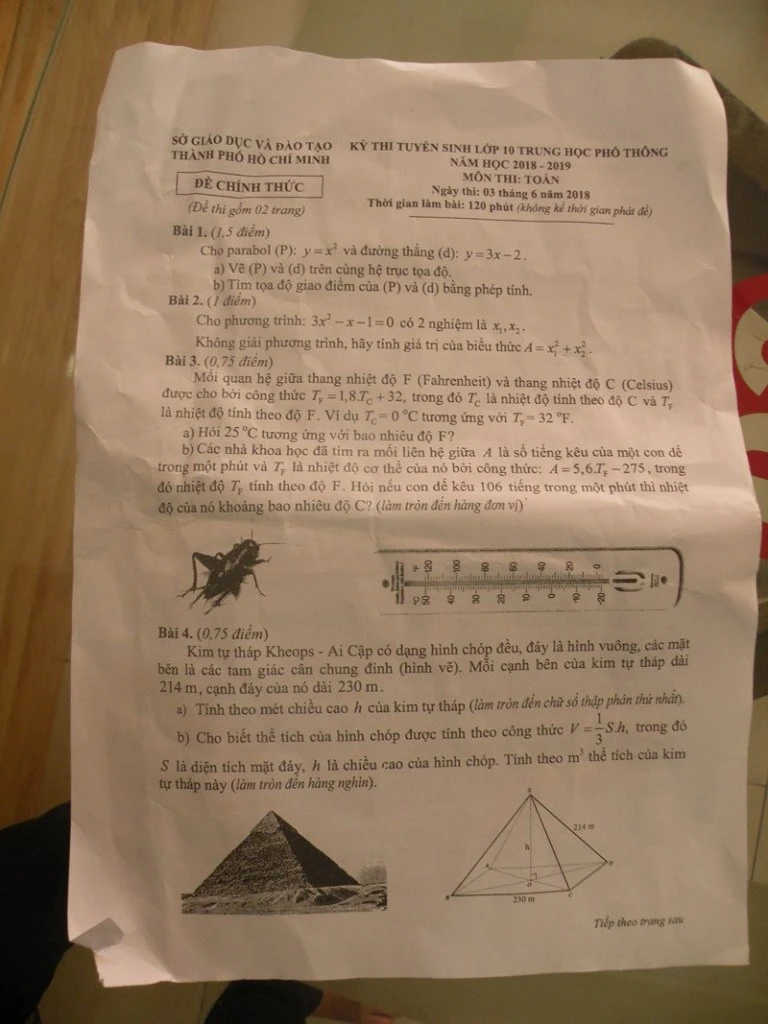 SỞ GIÁO DỤC VÀ ĐÀO TẠO
THÀNH PHỐ HỒ CHÍ MINH
ĐỀ CHÍNH THỨC
(Đề thi gồm 02 trang)
KỲ THI TUYỂN SINH LỚP 10 TRUNG HỌC PHỔ THÔNG
NĂM HỌC 2018 - 2019
MÔN THI: TOÁN
Ngày thi: 03 tháng 6 năm 2018
Thời gian làm bài: 120 phút (không kể thời gian phát đề)
Bài 1. (1,5 điểm)
Cho parabol (P): y = x² và đường thẳng (d): y = 3x − 2.
a) Vẽ (P) và (d) trên cùng hệ trục tọa độ.
b) Tìm tọa độ giao điểm của (P) và (d) bằng phép tính.
Bài 2. (1 điểm)
Cho phương trình: 3x² − x − 1 = 0 có 2 nghiệm là x₁, x₂.
Không giải phương trình, hãy tính giá trị của biểu thức A = x₁² + x₂².
Bài 3. (0,75 điểm)
Mối quan hệ giữa thang nhiệt độ F (Fahrenheit) và thang nhiệt độ C (Celsius)
được cho bởi công thức T_F = 1,8.T_C + 32, trong đó T_C là nhiệt độ tính theo độ C và T_F
là nhiệt độ tính theo độ F. Ví dụ T_C = 0 °C tương ứng với T_F = 32 °F.
a) Hỏi 25 °C tương ứng với bao nhiêu độ F?
b) Các nhà khoa học đã tìm ra mối liên hệ giữa A là số tiếng kêu của một con dế
trong một phút và T_F là nhiệt độ cơ thể của nó bởi công thức: A = 5,6.T_F − 275, trong
đó nhiệt độ T_F tính theo độ F. Hỏi nếu con dế kêu 106 tiếng trong một phút thì nhiệt
độ của nó khoảng bao nhiêu độ C? (làm tròn đến hàng đơn vị)
°F 120 100 80 60 40 20 0
°C 50 40 30 20 10 0 -10 -20
Bài 4. (0,75 điểm)
Kim tự tháp Kheops - Ai Cập có dạng hình chóp đều, đáy là hình vuông, các mặt
bên là các tam giác cân chung đỉnh (hình vẽ). Mỗi cạnh bên của kim tự tháp dài
214 m, cạnh đáy của nó dài 230 m.
a) Tính theo mét chiều cao h của kim tự tháp (làm tròn đến chữ số thập phân thứ nhất).
b) Cho biết thể tích của hình chóp được tính theo công thức V = 1/3 S.h, trong đó
S là diện tích mặt đáy, h là chiều cao của hình chóp. Tính theo m³ thể tích của kim
tự tháp này (làm tròn đến hàng nghìn).
S
214 m
h
A
D
O
B
C
230 m
Tiếp theo trang sau